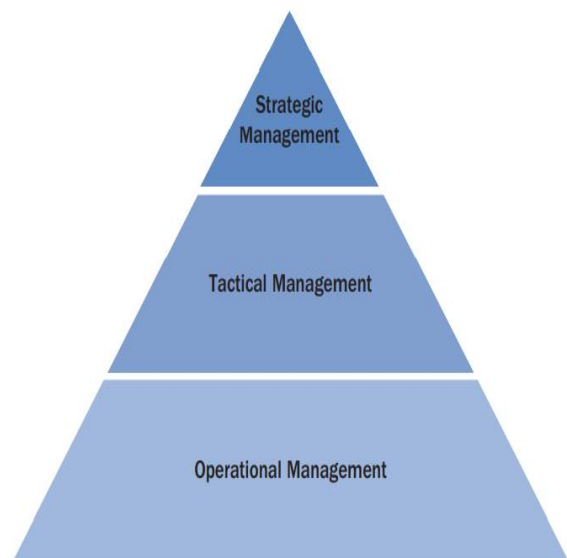 Strategic
Management
Tactical Management
Operational Management